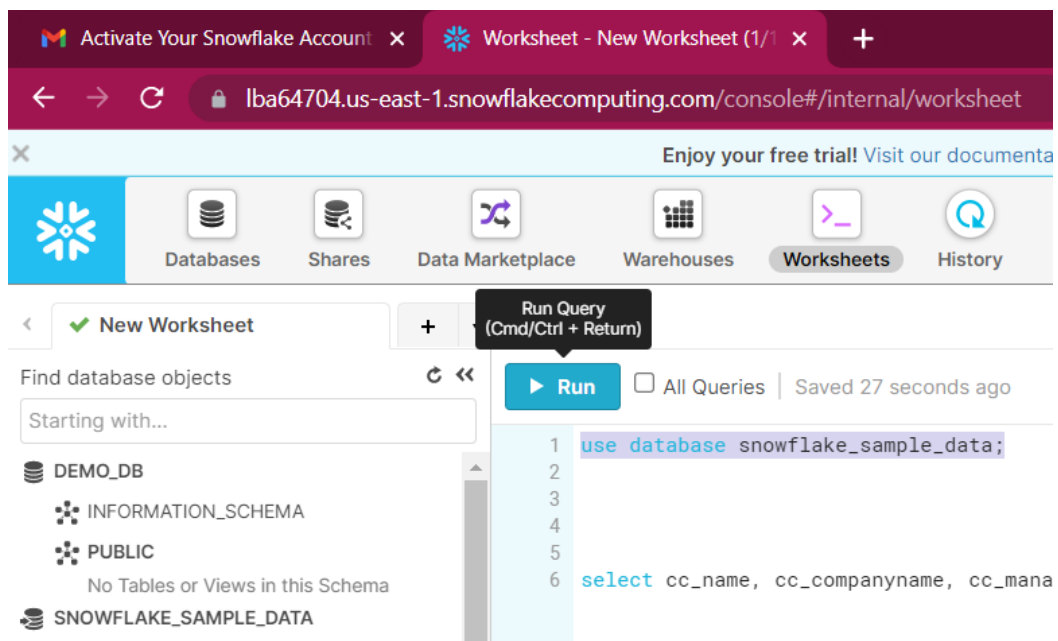 Activate Your Snowflake Account
Worksheet - New Worksheet (1/1
lba64704.us-east-1.snowflakecomputing.com/console#/internal/worksheet
Enjoy your free trial! Visit our documenta
Databases Shares Data Marketplace Warehouses Worksheets History
New Worksheet
Run Query
(Cmd/Ctrl + Return)
Find database objects
Run All Queries Saved 27 seconds ago
Starting with...
1 use database snowflake_sample_data;
2
3
4
5
6 select cc_name, cc_companyname, cc_mana
DEMO_DB
INFORMATION_SCHEMA
PUBLIC
No Tables or Views in this Schema
SNOWFLAKE_SAMPLE_DATA